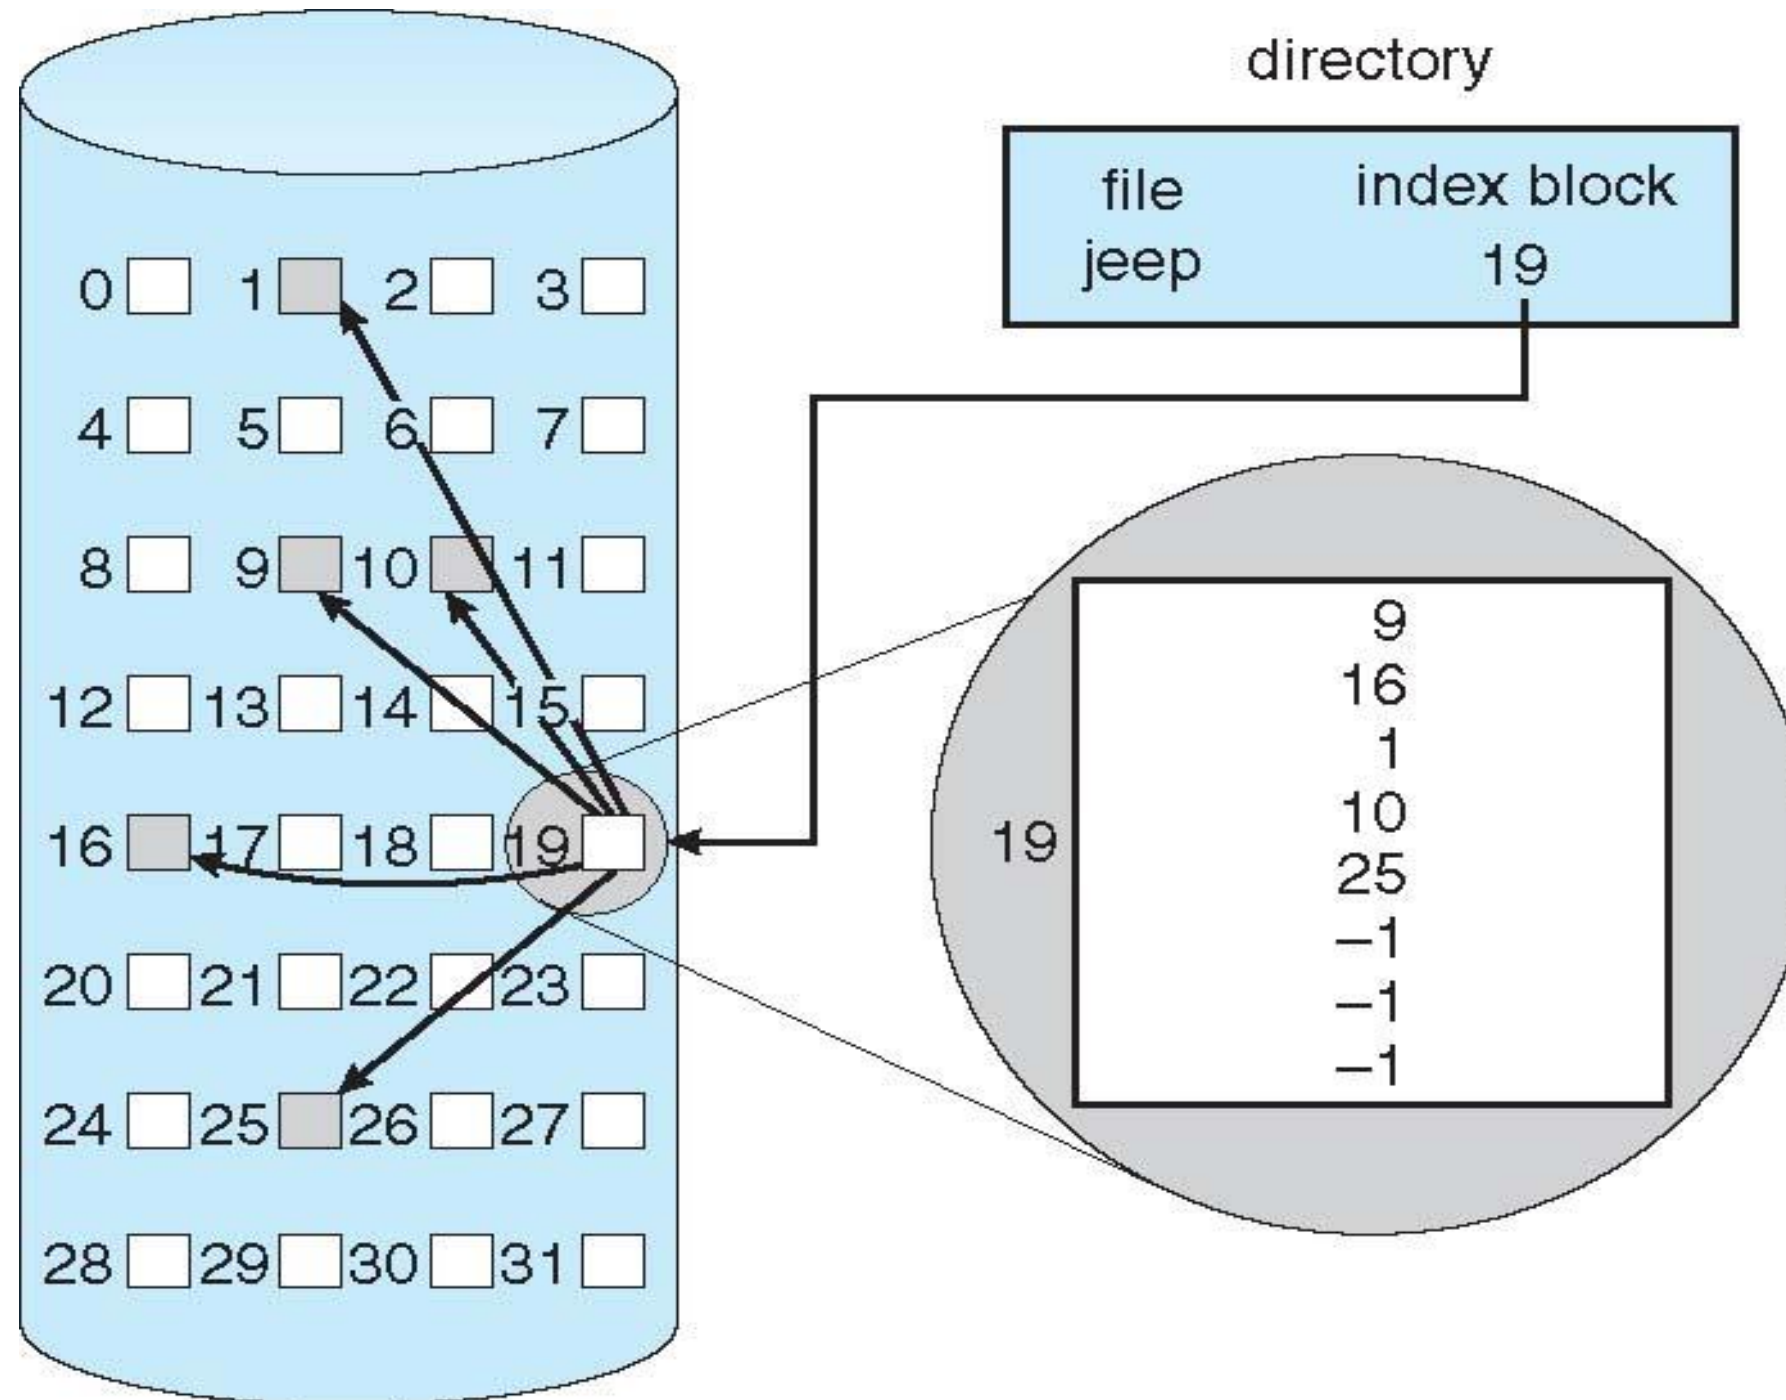 directory
file index block
jeep 19
0 1 2 3
4 5 6 7
8 9 10 11
12 13 14 15
16 17 18 19
20 21 22 23
24 25 26 27
28 29 30 31
19
9
16
1
10
25
–1
–1
–1